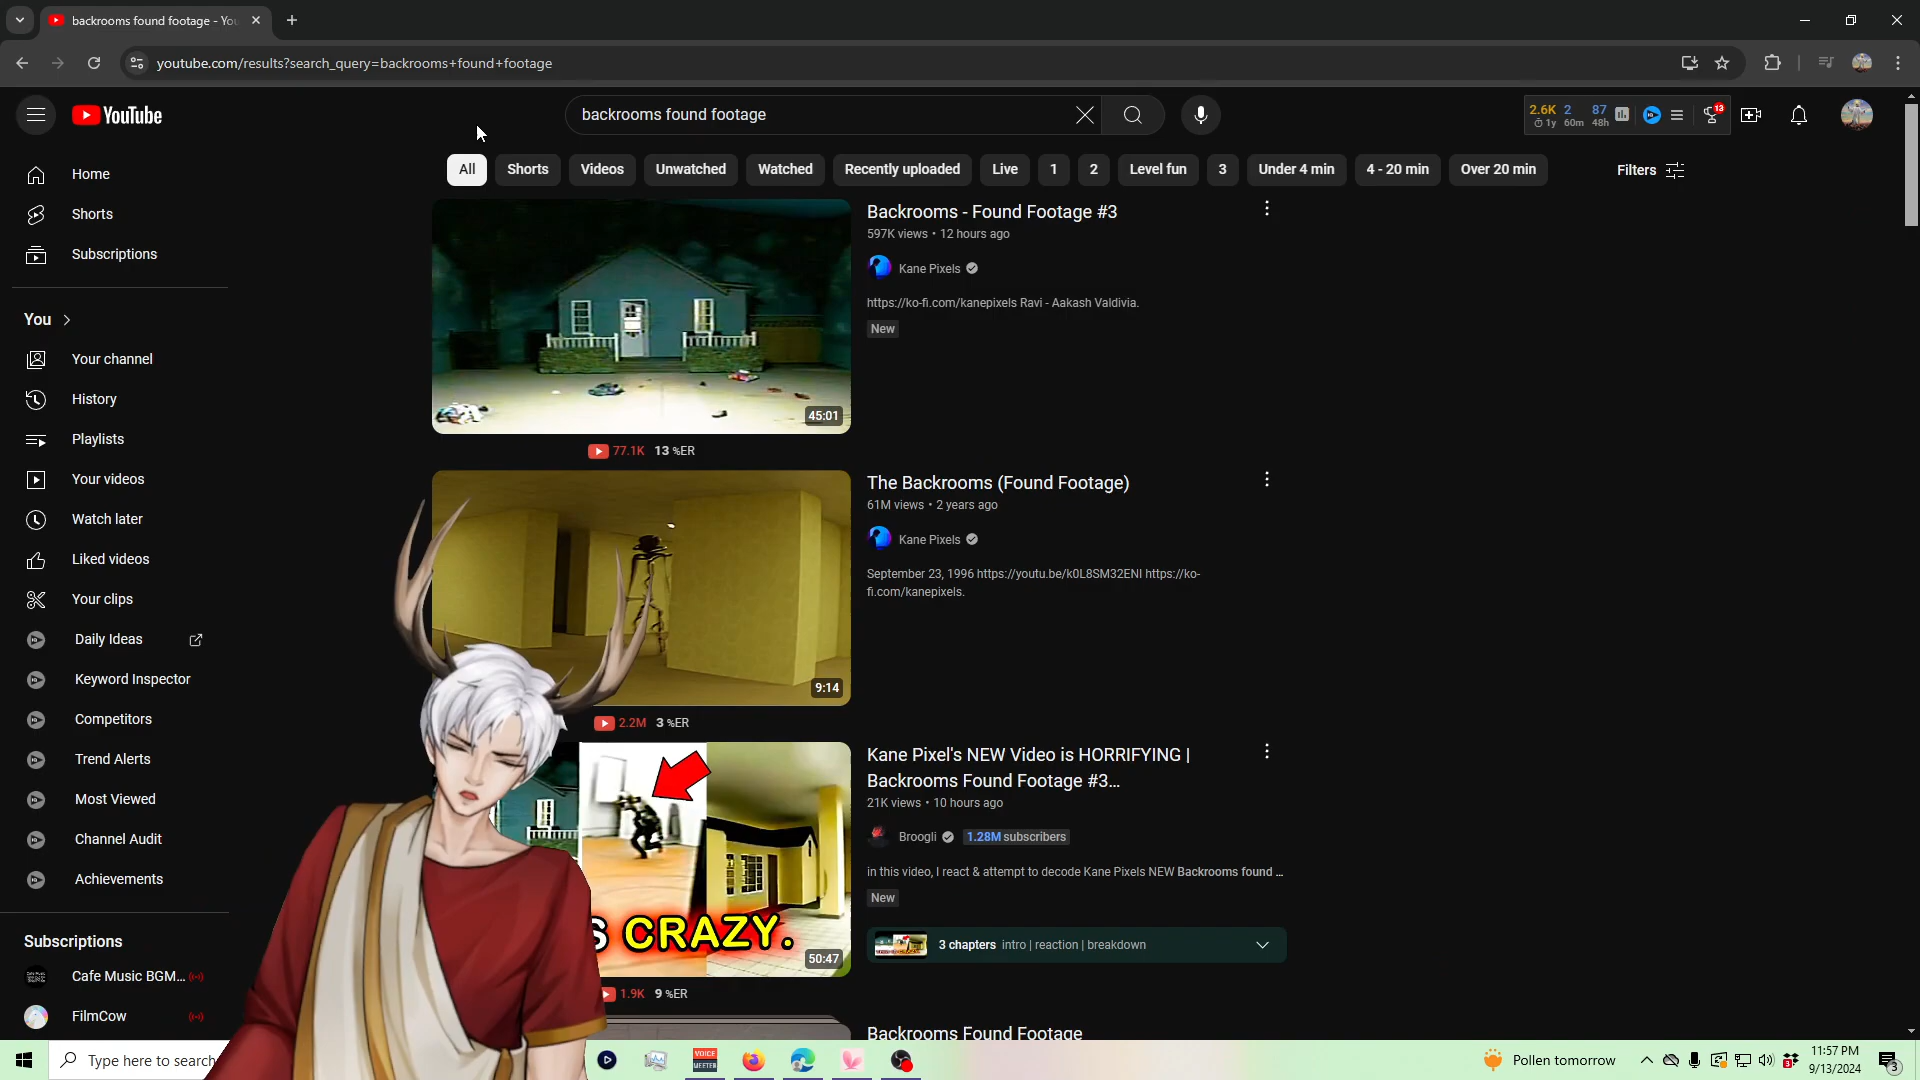 backrooms found footage - You
youtube.com/results?search_query=backrooms+found+footage
YouTube
backrooms found footage
2.6K 2 87
1y 60m 48h
13
All Shorts Videos Unwatched Watched Recently uploaded Live 1 2 Level fun 3 Under 4 min 4 - 20 min Over 20 min Filters
Home
Shorts
Subscriptions
You
Your channel
History
Playlists
Your videos
Watch later
Liked videos
Your clips
Daily Ideas
Keyword Inspector
Competitors
Trend Alerts
Most Viewed
Channel Audit
Achievements
Subscriptions
Cafe Music BGM...
FilmCow
45:01
77.1K 13 %ER
Backrooms - Found Footage #3
597K views • 12 hours ago
Kane Pixels
https://ko-fi.com/kanepixels Ravi - Aakash Valdivia.
New
9:14
2.2M 3 %ER
The Backrooms (Found Footage)
61M views • 2 years ago
Kane Pixels
September 23, 1996 https://youtu.be/k0L8SM32ENI https://ko-
fi.com/kanepixels.
S CRAZY.
50:47
1.9K 9 %ER
Kane Pixel's NEW Video is HORRIFYING |
Backrooms Found Footage #3...
21K views • 10 hours ago
Broogli 1.28M subscribers
in this video, I react & attempt to decode Kane Pixels NEW Backrooms found ...
New
3 chapters intro | reaction | breakdown
Backrooms Found Footage
Type here to search
VOICE
MEETER
Pollen tomorrow
11:57 PM
9/13/2024
3